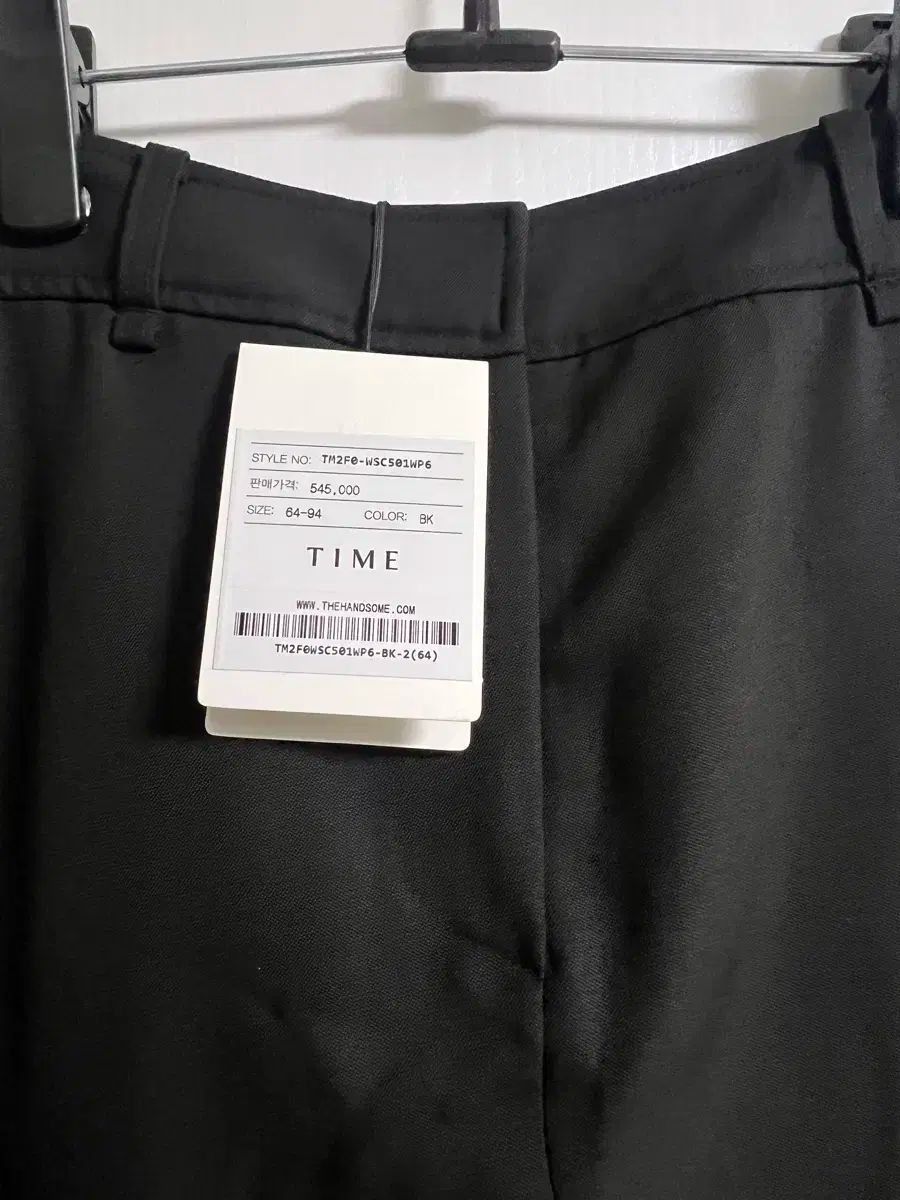 STYLE NO: TM2F0-WSC501WP6
판매가격: 545,000
SIZE: 64-94 COLOR: BK
TIME
WWW.THEHANDSOME.COM
TM2F0WSC501WP6-BK-2(64)